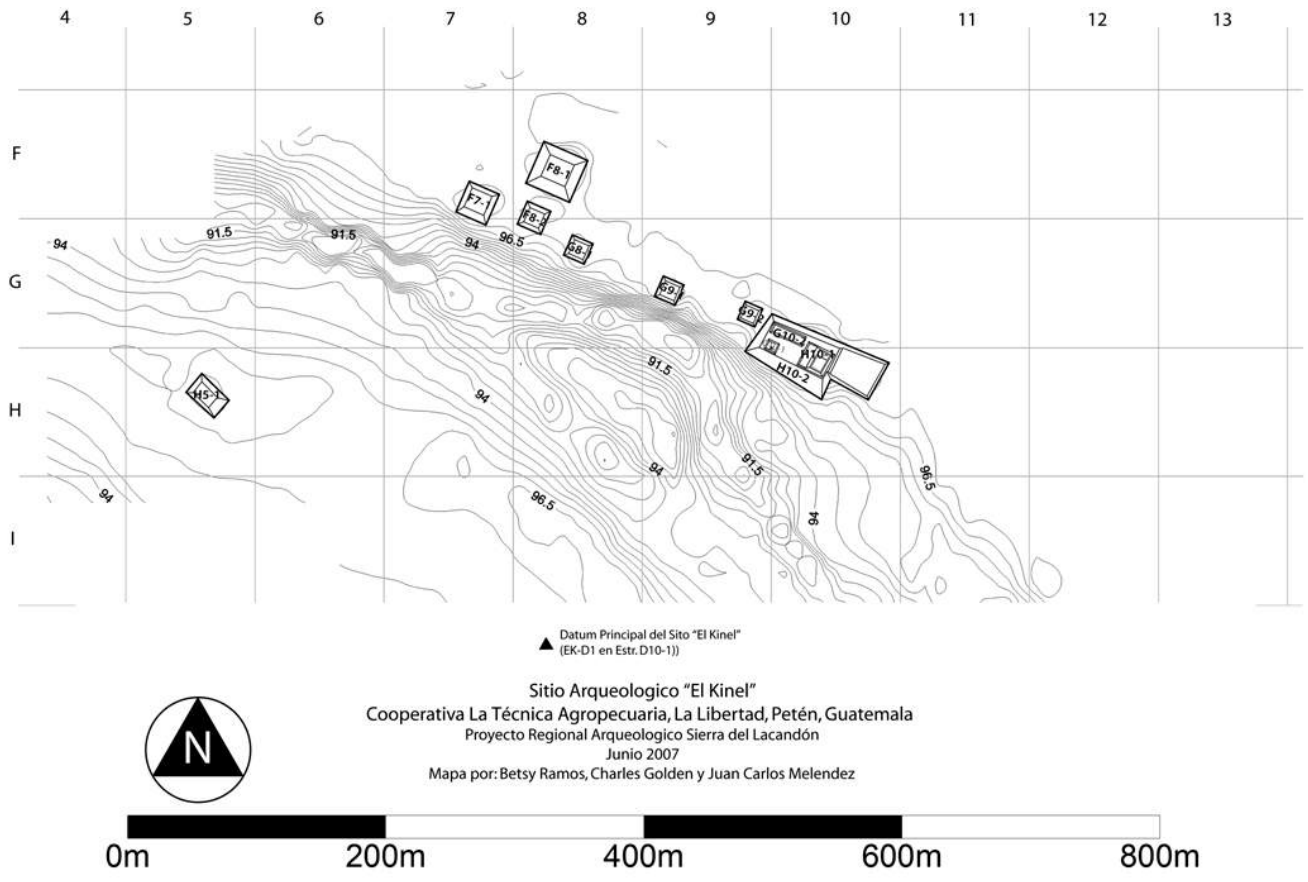 4 5 6 7 8 9 10 11 12 13
F
F8-1
F7-1
F8-2
94
91.5
91.5
94
96.5
G8-
G
G9-
G9-2
G10-2
H10-1
H10-2
91.5
H5-1
94
H
91.5
94
96.5
94
96.5
94
I
Datum Principal del Sito "El Kinel"
(EK-D1 en Estr. D10-1))
Sitio Arqueologico "El Kinel"
Cooperativa La Técnica Agropecuaria, La Libertad, Petén, Guatemala
Proyecto Regional Arqueologico Sierra del Lacandón
Junio 2007
Mapa por: Betsy Ramos, Charles Golden y Juan Carlos Melendez
N
0m 200m 400m 600m 800m